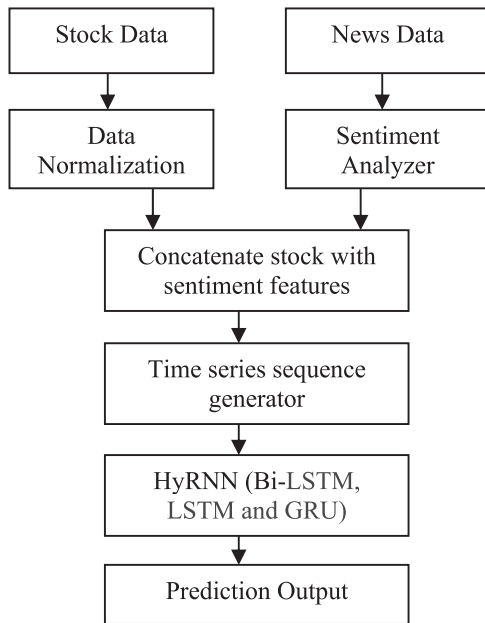 Stock Data
News Data
Data
Normalization
Sentiment
Analyzer
Concatenate stock with
sentiment features
Time series sequence
generator
HyRNN (Bi-LSTM,
LSTM and GRU)
Prediction Output